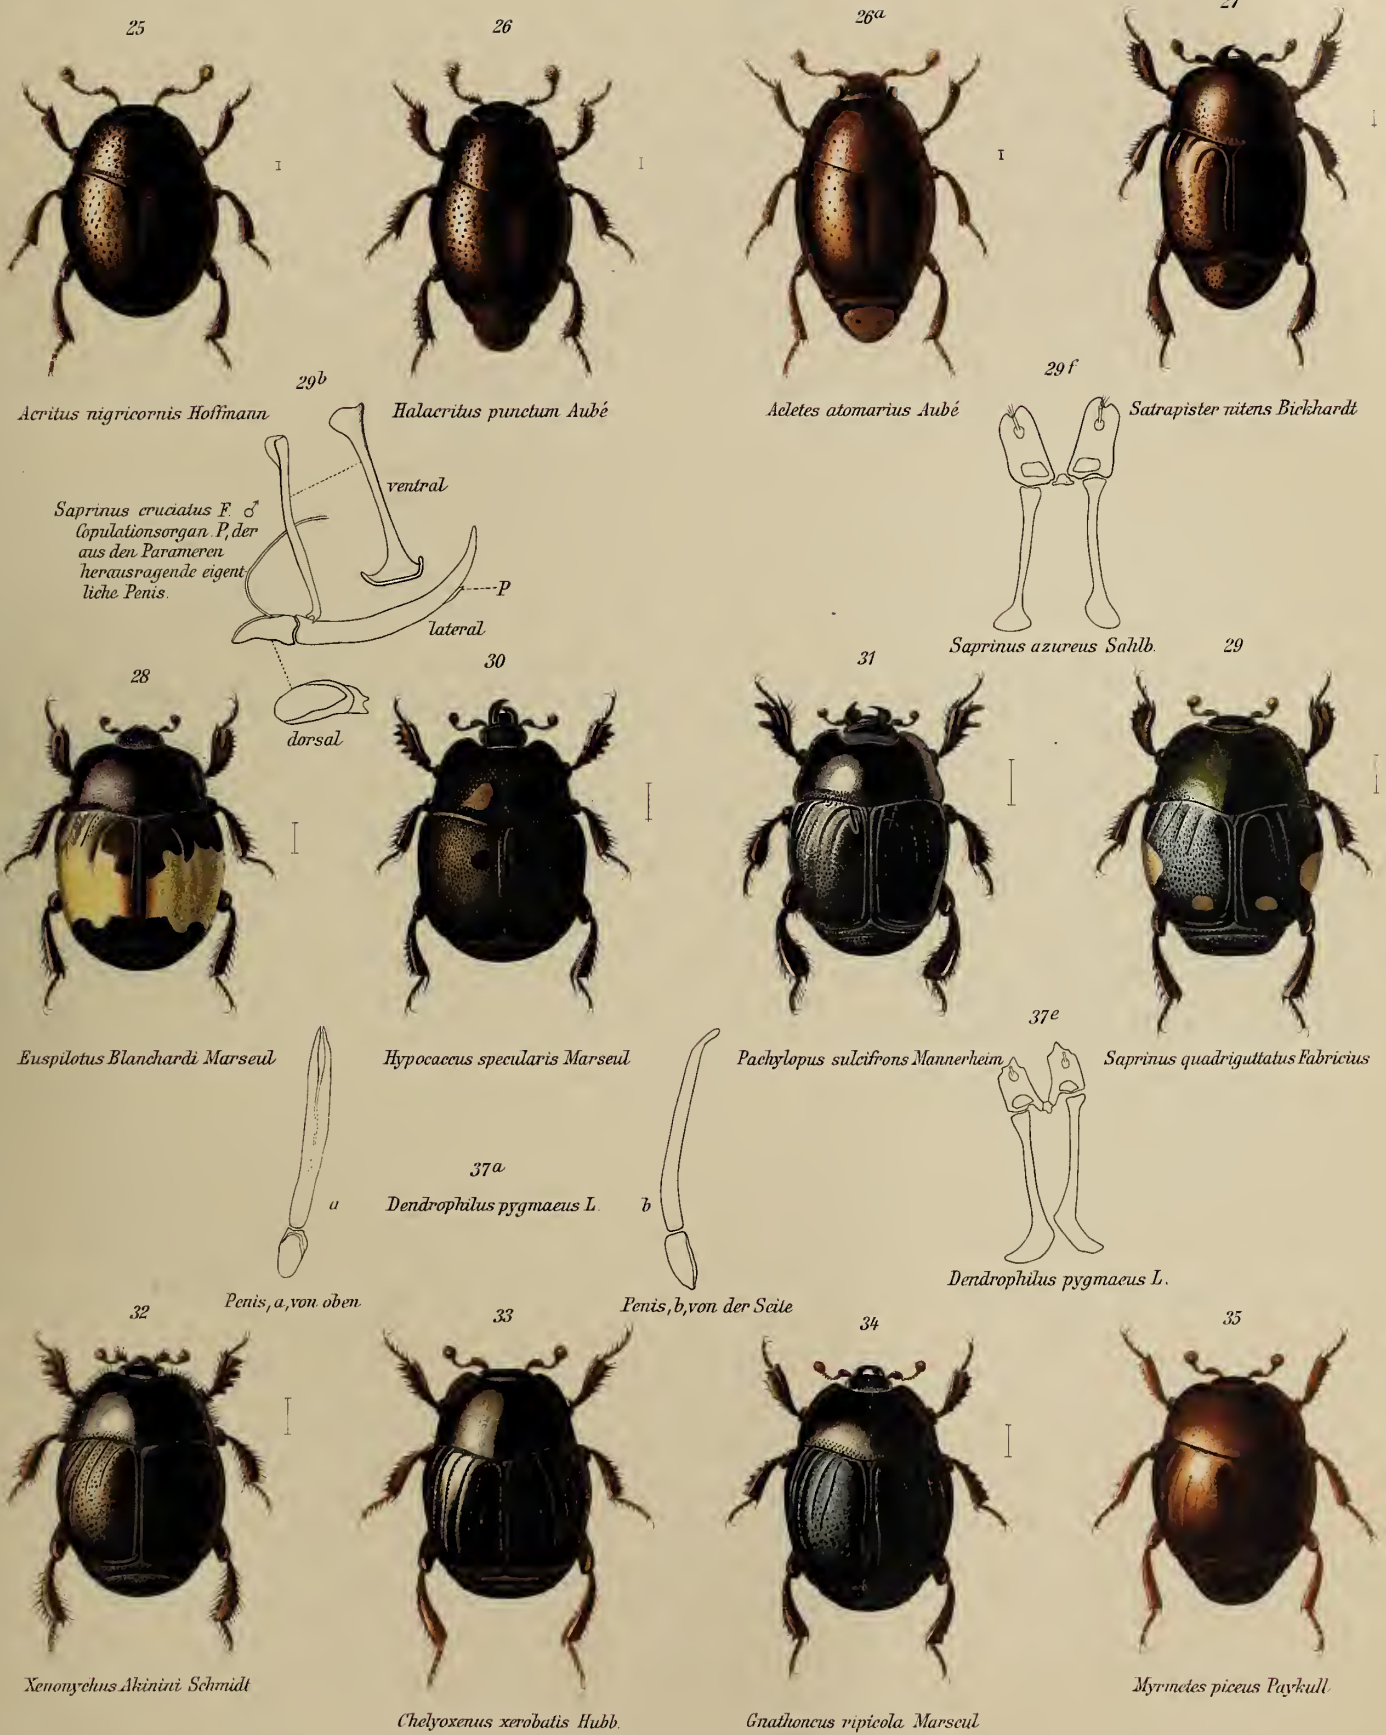 25
26
26a
27
Acritus nigricornis Hoffmann
29b
Halacritus punctum Aubé
Acletes atomarius Aubé
29f
Satrapister nitens Bickhardt
ventral
Saprinus cruciatus F. ♂
Copulationsorgan. P, der
aus den Parameren
herausragende eigent-
liche Penis.
P
lateral
dorsal
Saprinus azureus Sahlb.
28
30
31
29
Euspilotus Blanchardi Marseul
Hypocaccus specularis Marseul
Pachylopus sulcifrons Mannerheim
37e
Saprinus quadriguttatus Fabricius
37a
a
Dendrophilus pygmaeus L.
b
Penis, a, von oben.
Penis, b, von der Seite
Dendrophilus pygmaeus L.
32
33
34
35
Xenonychus Akinini Schmidt
Chelyoxenus xerobatis Hubb.
Gnathoncus ripicola Marseul
Myrmetes piceus Paykull